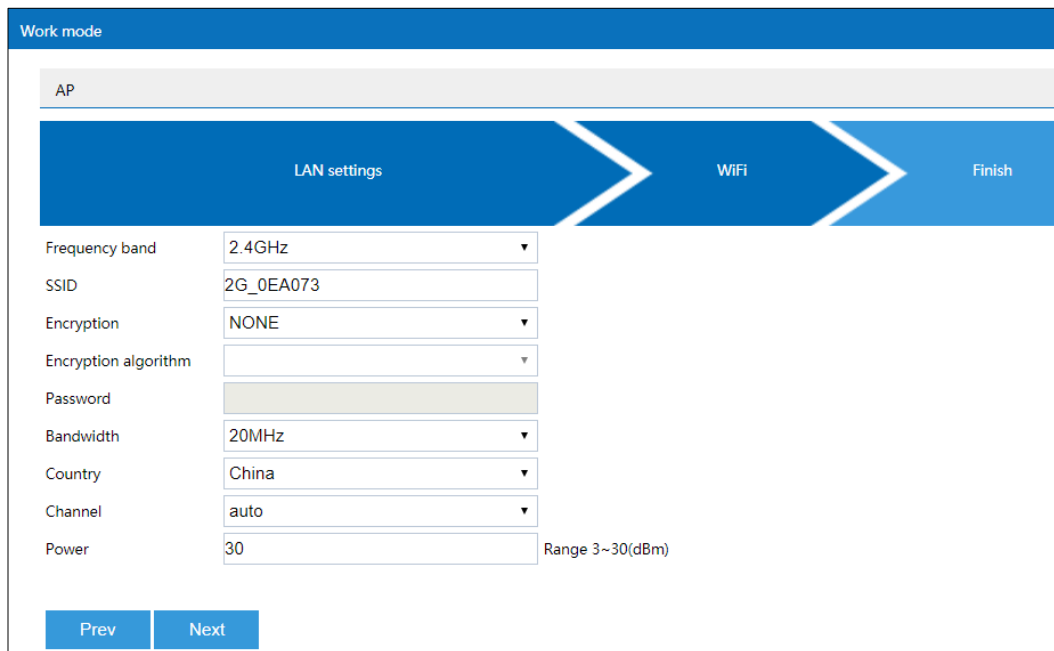 Work mode
AP
LAN settings WiFi Finish
Frequency band 2.4GHz
SSID 2G_0EA073
Encryption NONE
Encryption algorithm
Password
Bandwidth 20MHz
Country China
Channel auto
Power 30 Range 3~30(dBm)
Prev Next